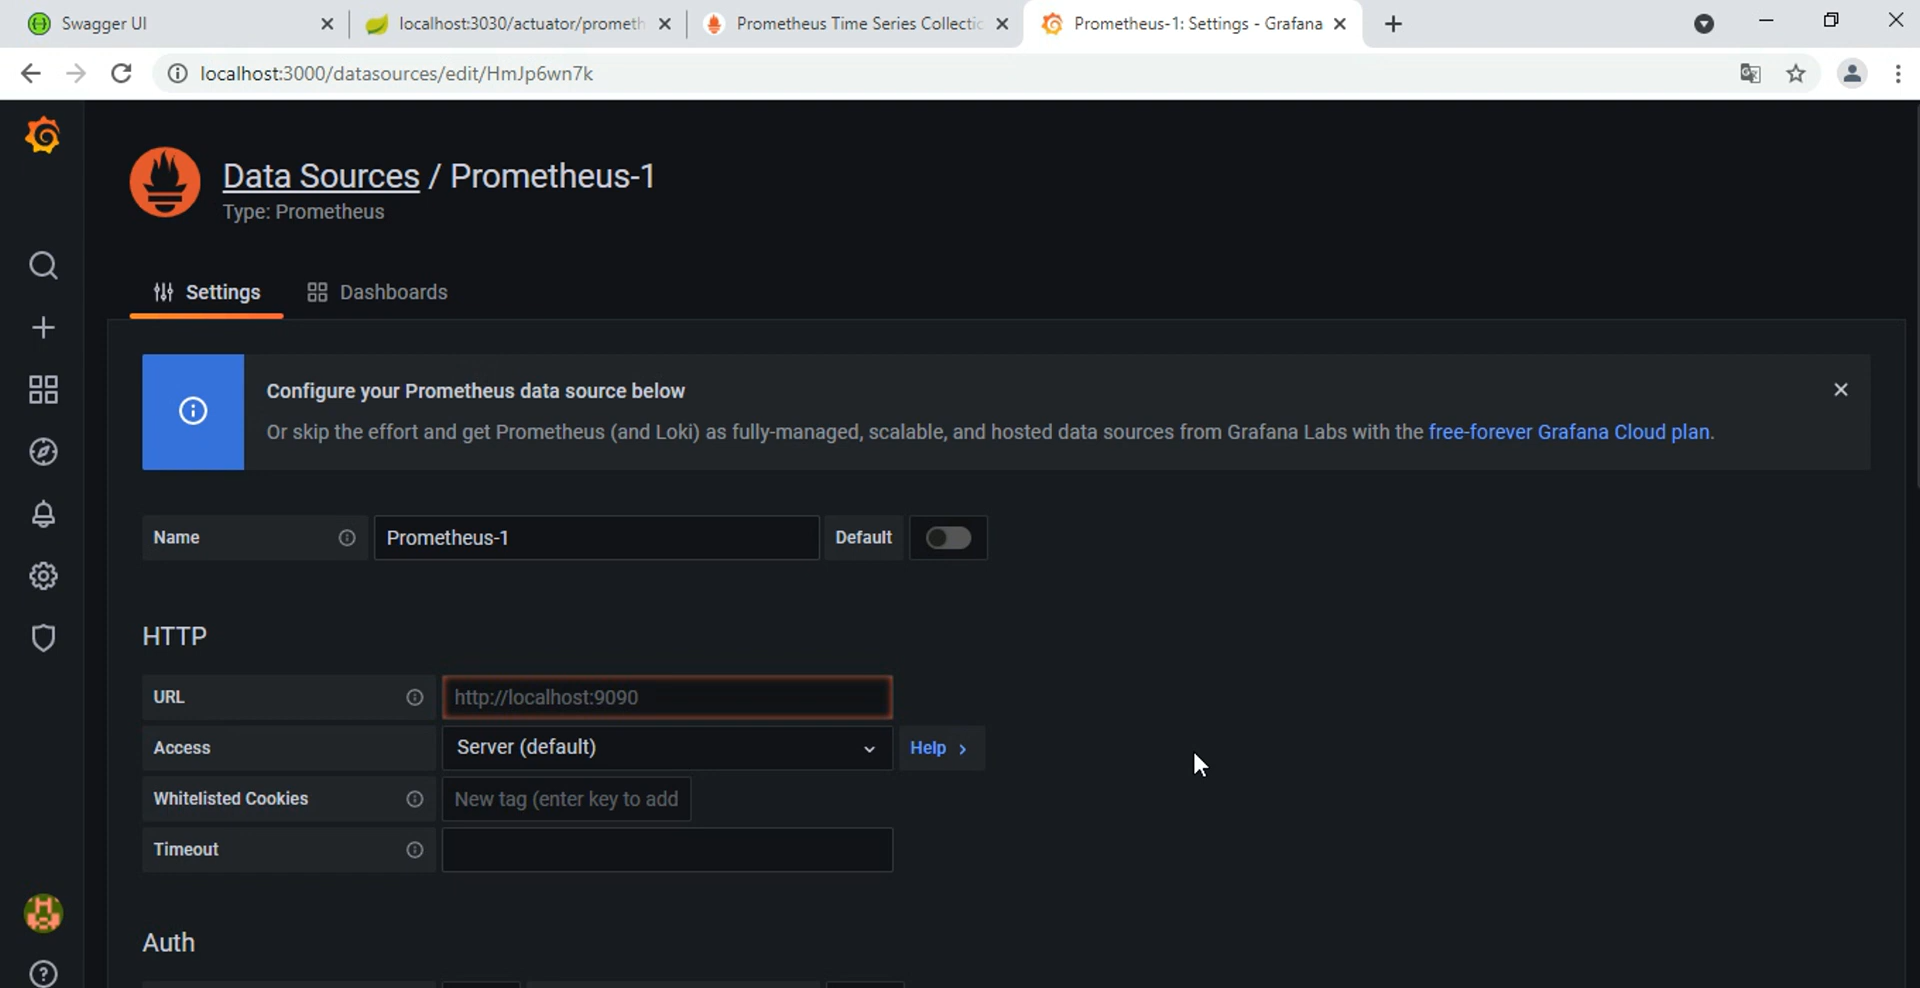 Swagger UI
localhost:3030/actuator/prometh
Prometheus Time Series Collectic
Prometheus-1: Settings - Grafana
localhost:3000/datasources/edit/HmJp6wn7k
Data Sources / Prometheus-1
Type: Prometheus
Settings
Dashboards
Configure your Prometheus data source below
Or skip the effort and get Prometheus (and Loki) as fully-managed, scalable, and hosted data sources from Grafana Labs with the free-forever Grafana Cloud plan.
Name
Prometheus-1
Default
HTTP
URL
http://localhost:9090
Access
Server (default)
Help
Whitelisted Cookies
New tag (enter key to add
Timeout
Auth